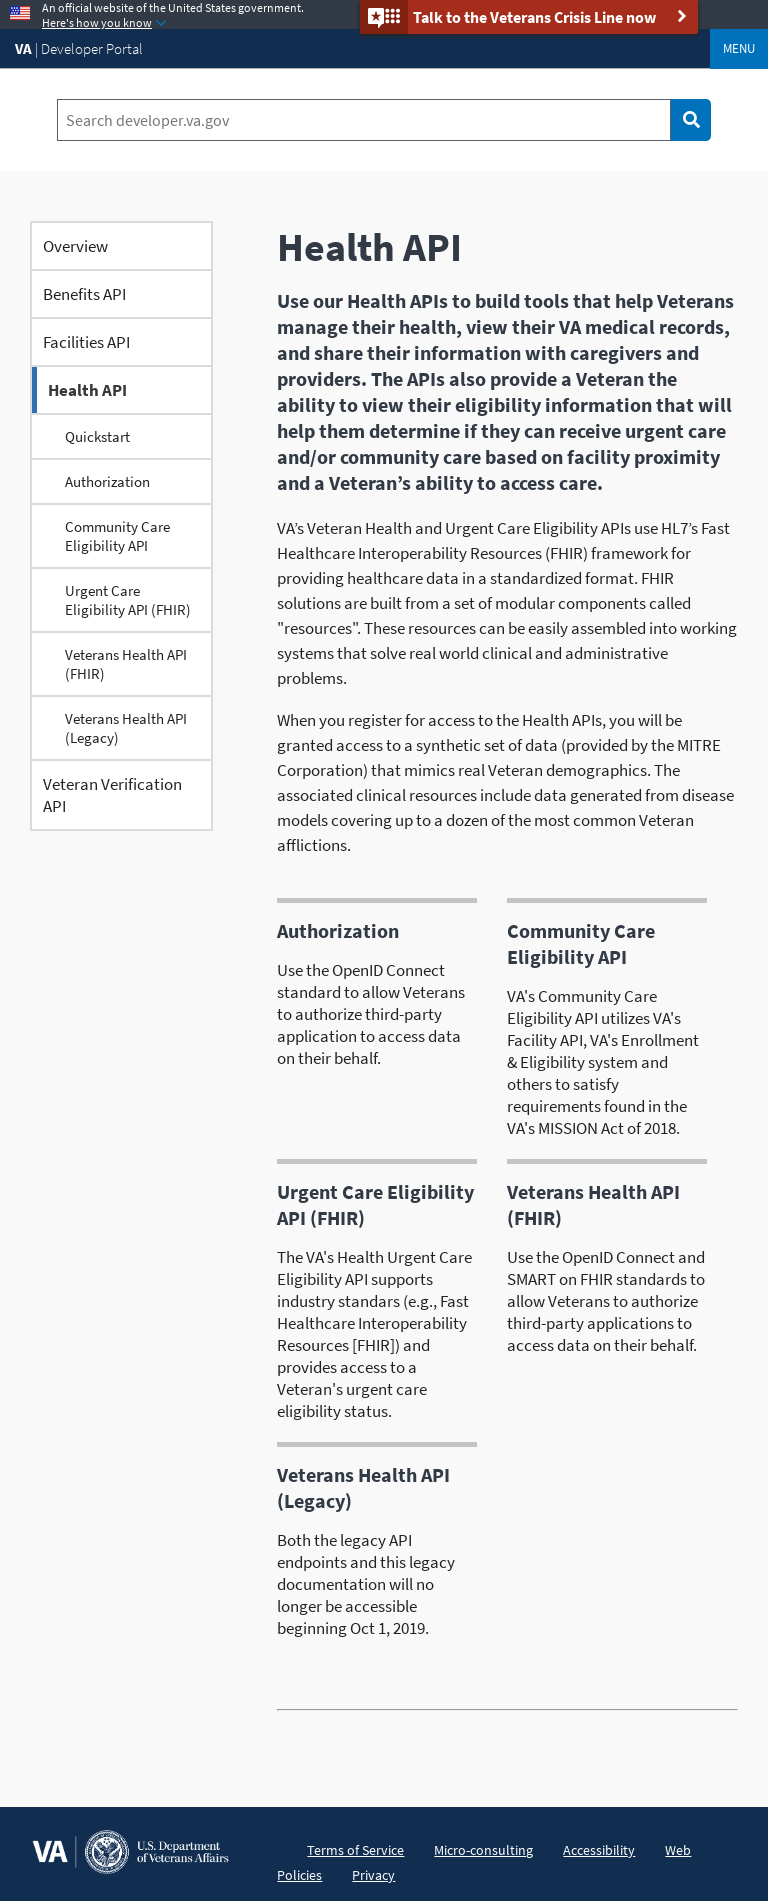 An official website of the United States government.
Here's how you know
Talk to the Veterans Crisis Line now
VA | Developer Portal
MENU
Search developer.va.gov
Overview
Benefits API
Facilities API
Health API
Quickstart
Authorization
Community Care
Eligibility API
Urgent Care
Eligibility API (FHIR)
Veterans Health API
(FHIR)
Veterans Health API
(Legacy)
Veteran Verification
API
Health API
Use our Health APIs to build tools that help Veterans
manage their health, view their VA medical records,
and share their information with caregivers and
providers. The APIs also provide a Veteran the
ability to view their eligibility information that will
help them determine if they can receive urgent care
and/or community care based on facility proximity
and a Veteran’s ability to access care.
VA’s Veteran Health and Urgent Care Eligibility APIs use HL7’s Fast
Healthcare Interoperability Resources (FHIR) framework for
providing healthcare data in a standardized format. FHIR
solutions are built from a set of modular components called
"resources". These resources can be easily assembled into working
systems that solve real world clinical and administrative
problems.
When you register for access to the Health APIs, you will be
granted access to a synthetic set of data (provided by the MITRE
Corporation) that mimics real Veteran demographics. The
associated clinical resources include data generated from disease
models covering up to a dozen of the most common Veteran
afflictions.
Authorization
Use the OpenID Connect
standard to allow Veterans
to authorize third-party
application to access data
on their behalf.
Community Care
Eligibility API
VA's Community Care
Eligibility API utilizes VA's
Facility API, VA's Enrollment
& Eligibility system and
others to satisfy
requirements found in the
VA's MISSION Act of 2018.
Urgent Care Eligibility
API (FHIR)
The VA's Health Urgent Care
Eligibility API supports
industry standars (e.g., Fast
Healthcare Interoperability
Resources [FHIR]) and
provides access to a
Veteran's urgent care
eligibility status.
Veterans Health API
(FHIR)
Use the OpenID Connect and
SMART on FHIR standards to
allow Veterans to authorize
third-party applications to
access data on their behalf.
Veterans Health API
(Legacy)
Both the legacy API
endpoints and this legacy
documentation will no
longer be accessible
beginning Oct 1, 2019.
VA
U.S. Department
of Veterans Affairs
Terms of Service Micro-consulting Accessibility Web
Policies Privacy